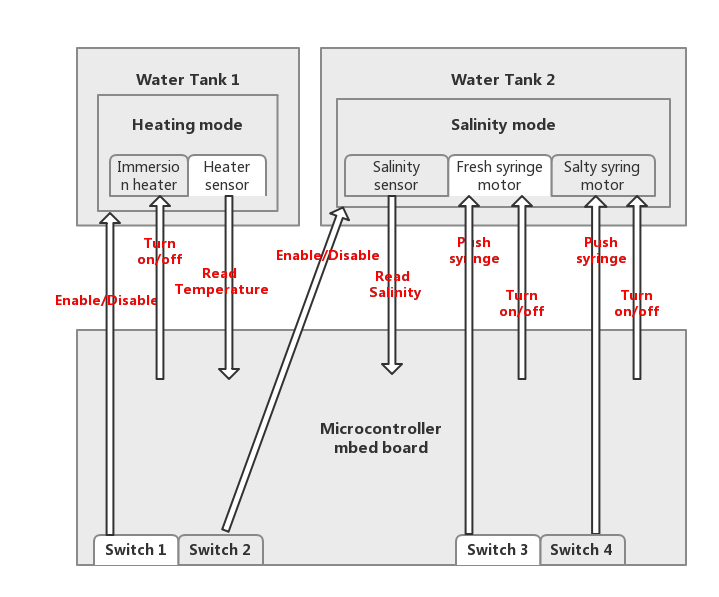 Water Tank 1
Water Tank 2
Heating mode
Salinity mode
Immersio
n heater
Heater
sensor
Salinity
sensor
Fresh syringe
motor
Salty syring
motor
Turn
on/off
Read
Temperature
Enable/Disable
Enable/Disable
Read
Salinity
Push
syringe
Turn
on/off
Push
syringe
Turn
on/off
Microcontroller
mbed board
Switch 1
Switch 2
Switch 3
Switch 4